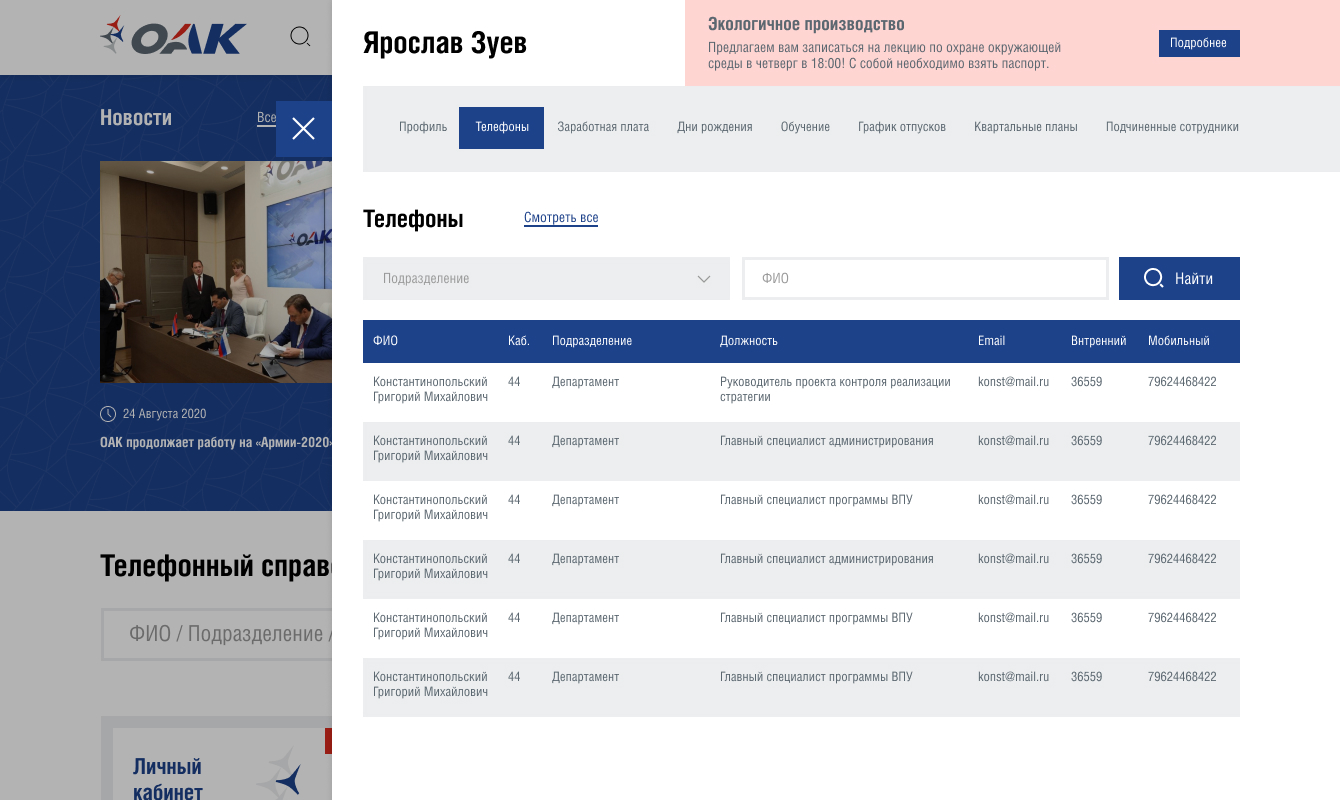 ОАК
Новости
Все
ОАК
ОАК
24 Августа 2020
ОАК продолжает работу на «Армии-2020»
Телефонный справ
ФИО / Подразделение /
Личный
кабинет
Ярослав Зуев
Экологичное производство
Предлагаем вам записаться на лекцию по охране окружающей
среды в четверг в 18:00! С собой необходимо взять паспорт.
Подробнее
Профиль Телефоны Заработная плата Дни рождения Обучение График отпусков Квартальные планы Подчиненные сотрудники
Телефоны Смотреть все
Подразделение ФИО Найти
ФИО Каб. Подразделение Должность Email Внтренний Мобильный
Константинопольский 44 Департамент Руководитель проекта контроля реализации konst@mail.ru 36559 79624468422
Григорий Михайлович стратегии
Константинопольский 44 Департамент Главный специалист администрирования konst@mail.ru 36559 79624468422
Григорий Михайлович
Константинопольский 44 Департамент Главный специалист программы ВПУ konst@mail.ru 36559 79624468422
Григорий Михайлович
Константинопольский 44 Департамент Главный специалист администрирования konst@mail.ru 36559 79624468422
Григорий Михайлович
Константинопольский 44 Департамент Главный специалист программы ВПУ konst@mail.ru 36559 79624468422
Григорий Михайлович
Константинопольский 44 Департамент Главный специалист программы ВПУ konst@mail.ru 36559 79624468422
Григорий Михайлович